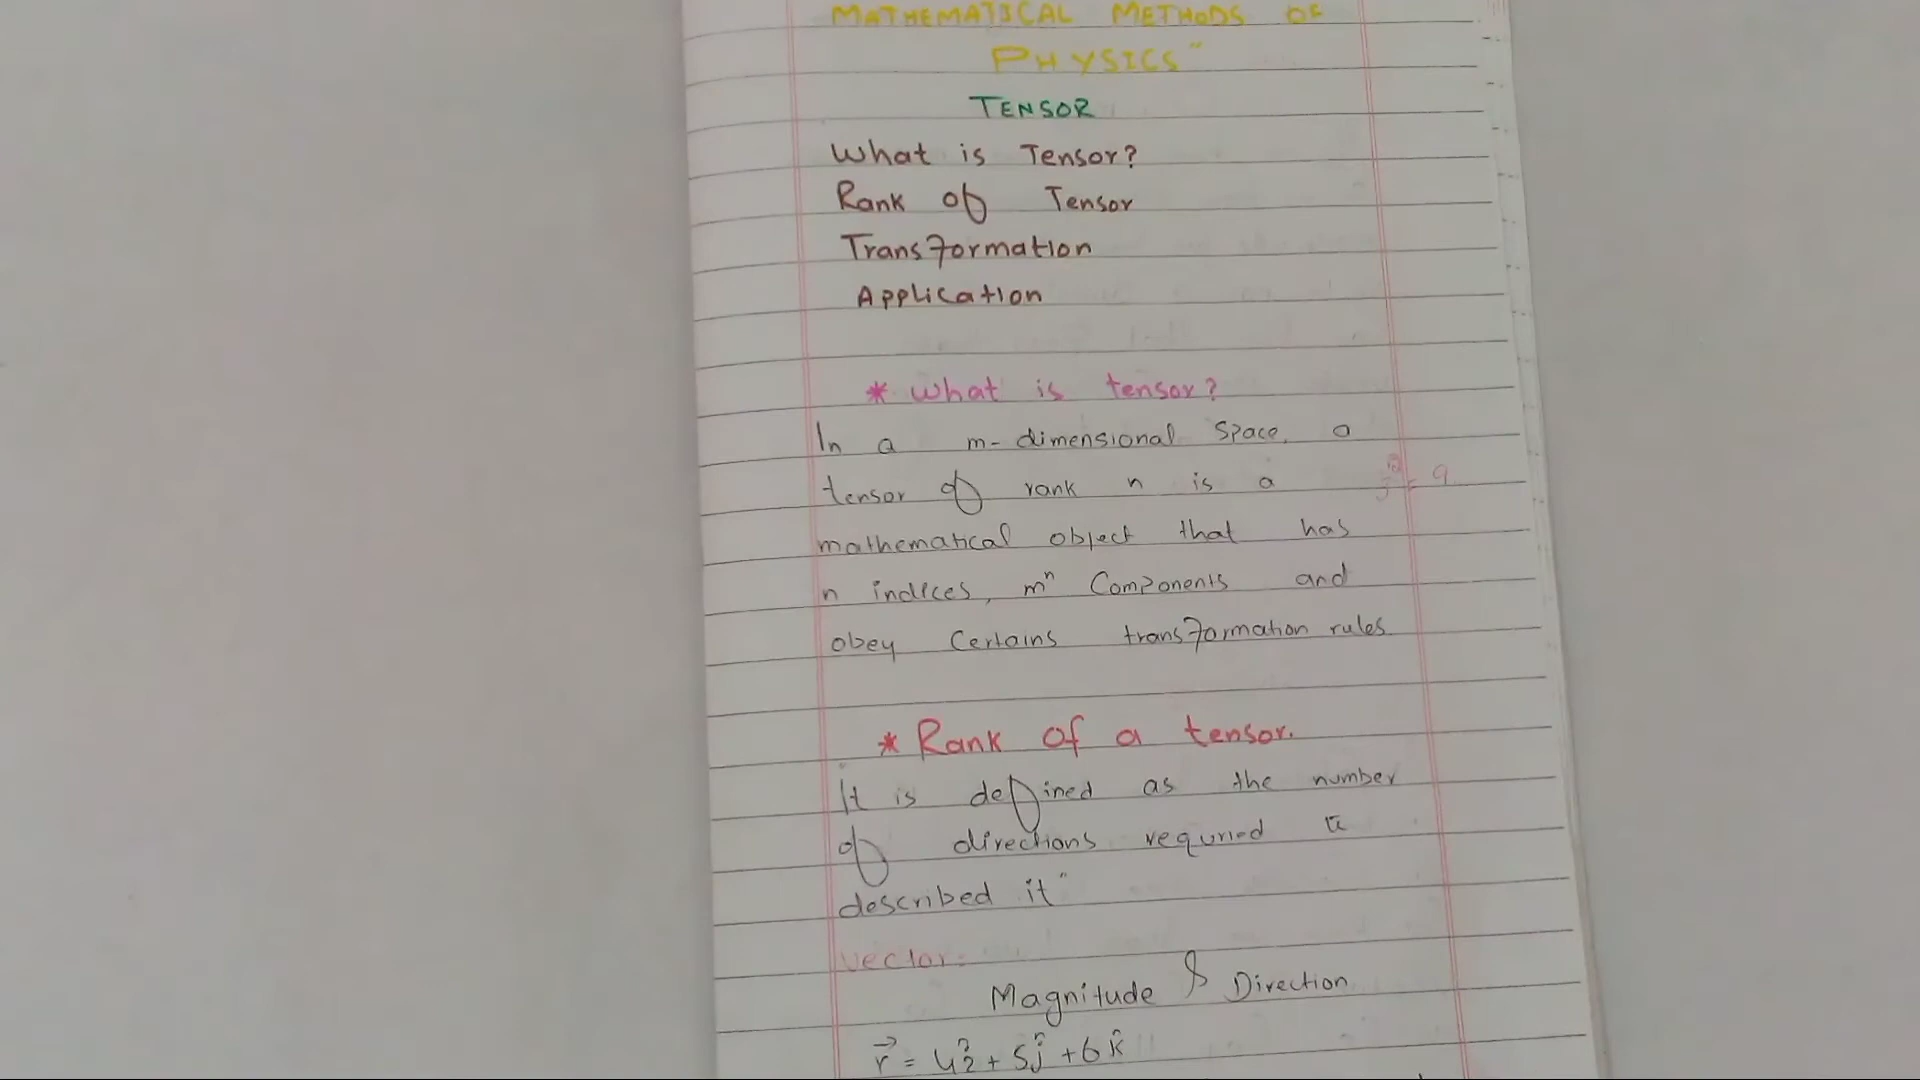 MATHEMATICAL METHODS OF
PHYSICS"
TENSOR
What is Tensor?
Rank of Tensor
Transformation
Application
* What is tensor?
In a m-dimensional Space, a
tensor of rank n is a
mathematical object that has
n indices, mⁿ Components and
obey Certains transformation rules
* Rank of a tensor.
It is defined as the number
of directions requried to
described it"
vector:
Magnitude & Direction
r⃗ = 4î + 5ĵ + 6k̂